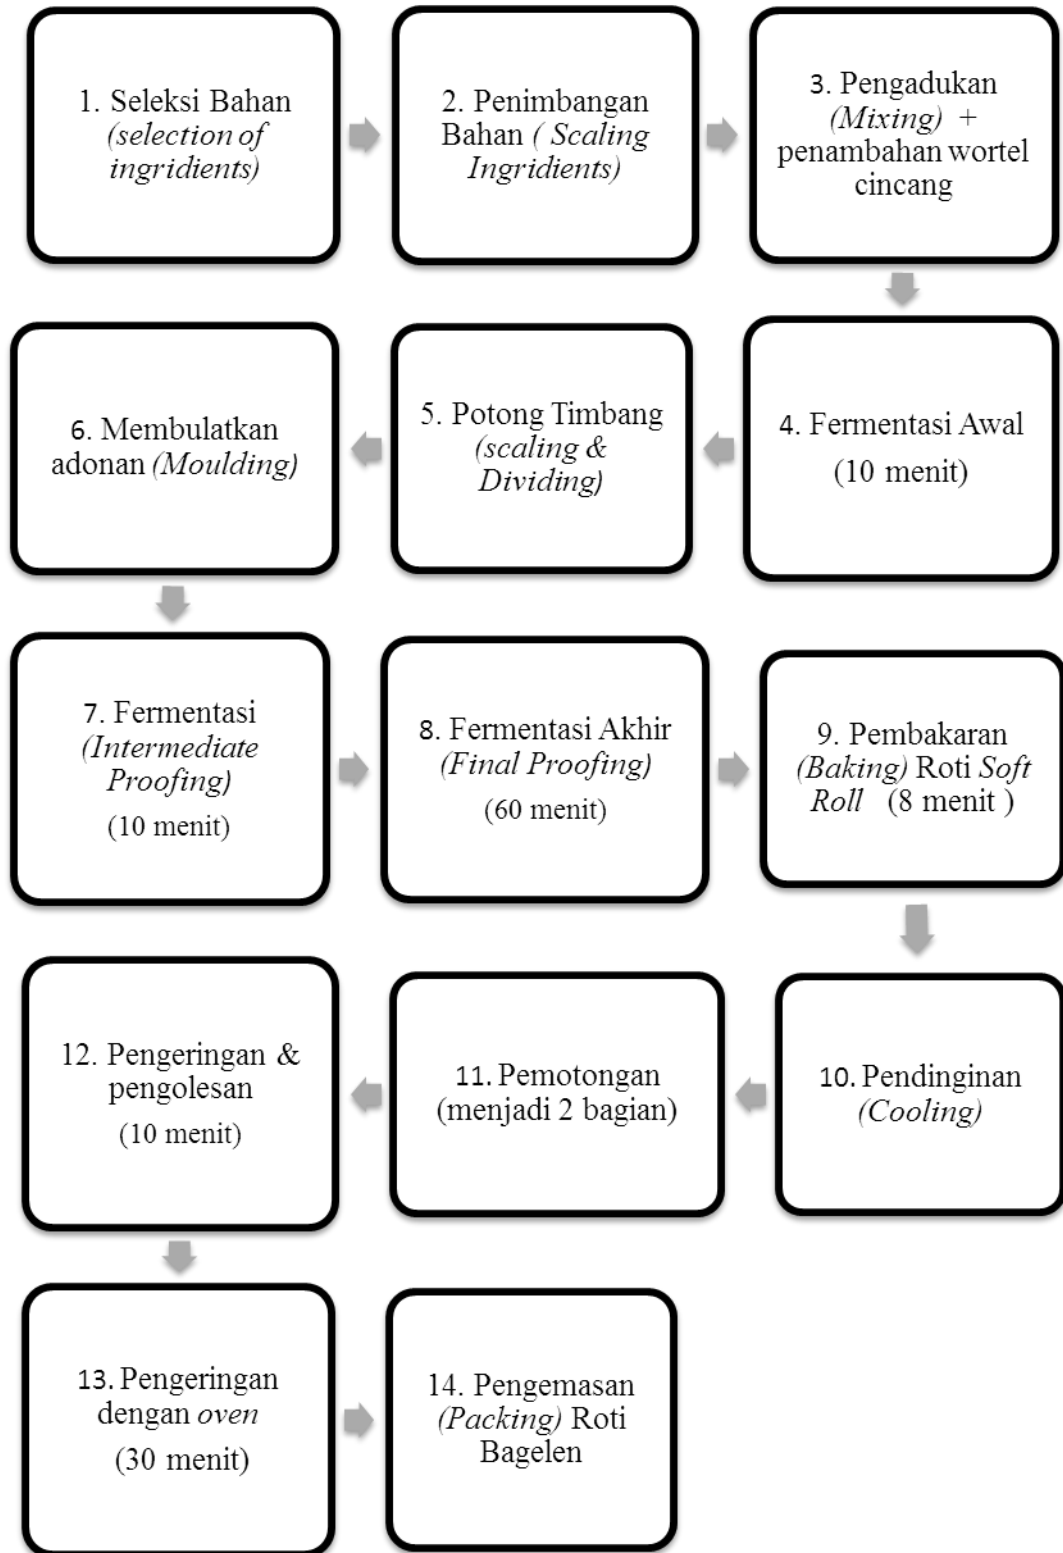 1. Seleksi Bahan
(selection of
ingridients)
2. Penimbangan
Bahan ( Scaling
Ingridients)
3. Pengadukan
(Mixing) +
penambahan wortel
cincang
4. Fermentasi Awal
(10 menit)
5. Potong Timbang
(scaling &
Dividing)
6. Membulatkan
adonan (Moulding)
7. Fermentasi
(Intermediate
Proofing)
(10 menit)
8. Fermentasi Akhir
(Final Proofing)
(60 menit)
9. Pembakaran
(Baking) Roti Soft
Roll (8 menit )
10. Pendinginan
(Cooling)
11. Pemotongan
(menjadi 2 bagian)
12. Pengeringan &
pengolesan
(10 menit)
13. Pengeringan
dengan oven
(30 menit)
14. Pengemasan
(Packing) Roti
Bagelen